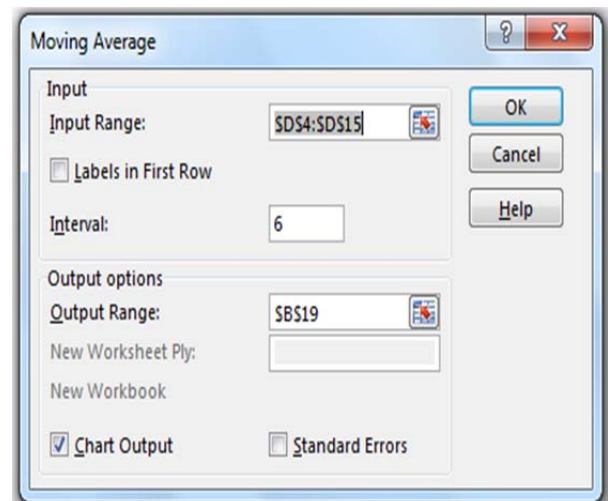 Moving Average
Input
Input Range: $D$4:$D$15
Labels in First Row
Interval: 6
OK
Cancel
Help
Output options
Output Range: $B$19
New Worksheet Ply:
New Workbook
Chart Output Standard Errors